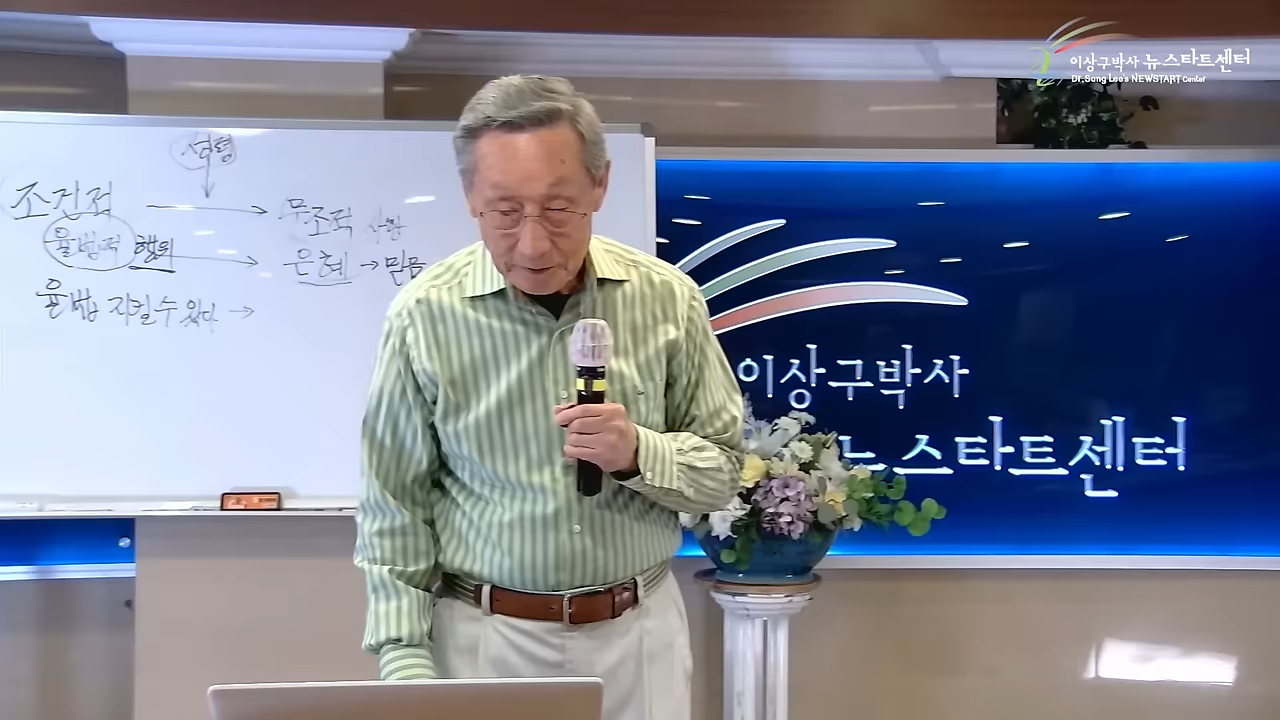 이상구박사 뉴스타트센터
Dr.Sang Lee's NEWSTART Center
성령
조건적 → 무조적 사랑
율법적 행위 → 은혜 → 믿음
율법 지킬 수 있다 →
이상구박사
뉴스타트센터